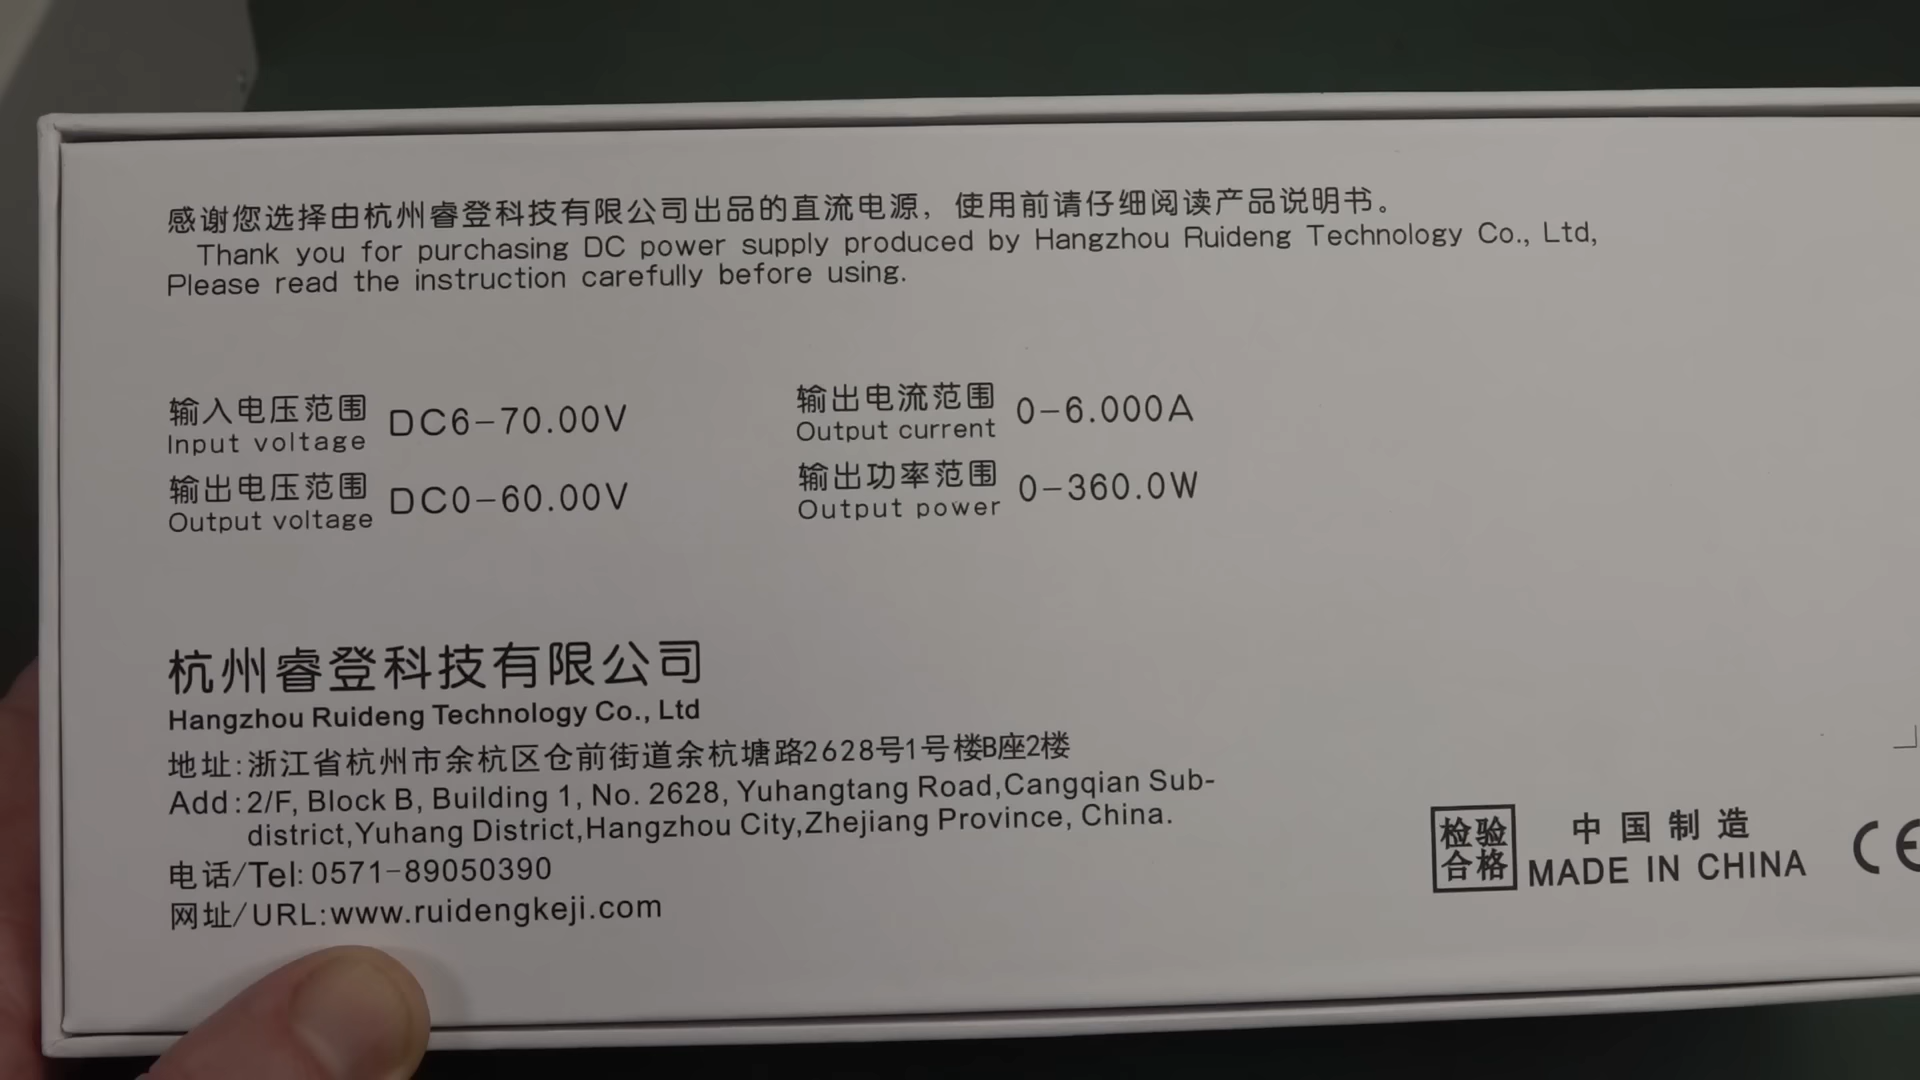 感谢您选择由杭州睿登科技有限公司出品的直流电源，使用前请仔细阅读产品说明书。
Thank you for purchasing DC power supply produced by Hangzhou Ruideng Technology Co., Ltd,
Please read the instruction carefully before using.
输入电压范围 DC6-70.00V
Input voltage
输出电压范围 DC0-60.00V
Output voltage
输出电流范围 0-6.000A
Output current
输出功率范围 0-360.0W
Output power
杭州睿登科技有限公司
Hangzhou Ruideng Technology Co., Ltd
地址:浙江省杭州市余杭区仓前街道余杭塘路2628号1号楼B座2楼
Add:2/F, Block B, Building 1, No. 2628, Yuhangtang Road,Cangqian Sub-
district,Yuhang District,Hangzhou City,Zhejiang Province, China.
电话/Tel: 0571-89050390
网址/URL:www.ruidengkeji.com
检验
合格
中国制造
MADE IN CHINA
CE